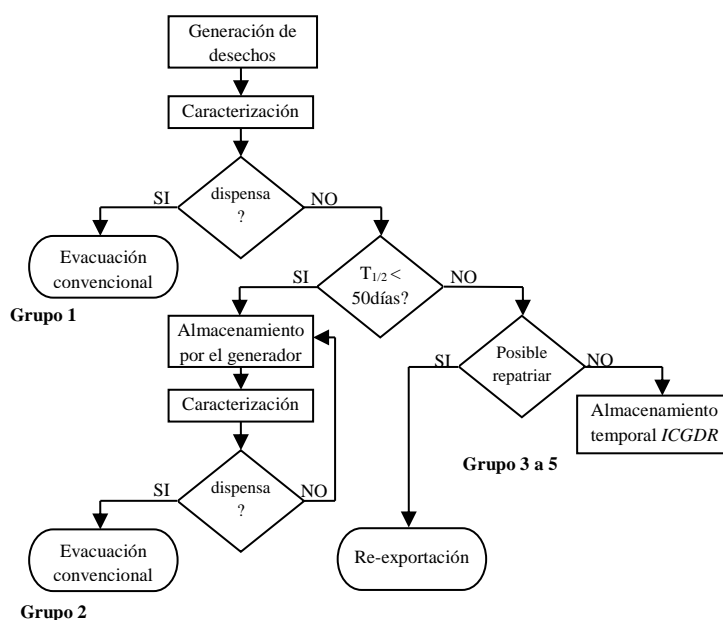 Generación de
desechos
Caracterización
dispensa
?
SI
NO
Evacuación
convencional
Grupo 1
T1/2 <
50días?
SI
NO
Almacenamiento
por el generador
Caracterización
dispensa
?
SI
NO
Evacuación
convencional
Grupo 2
Posible
repatriar
SI
NO
Almacenamiento
temporal ICGDR
Grupo 3 a 5
Re-exportación